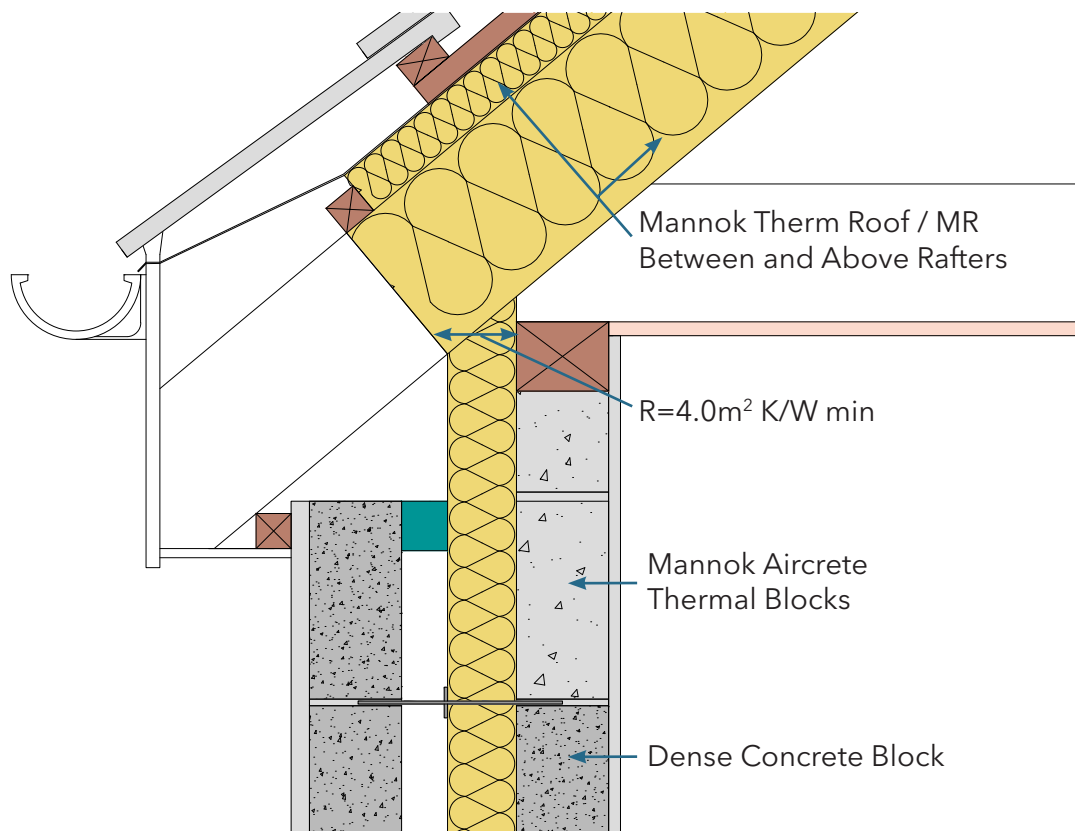 Mannok Therm Roof / MR
Between and Above Rafters
R=4.0m² K/W min
Mannok Aircrete
Thermal Blocks
Dense Concrete Block